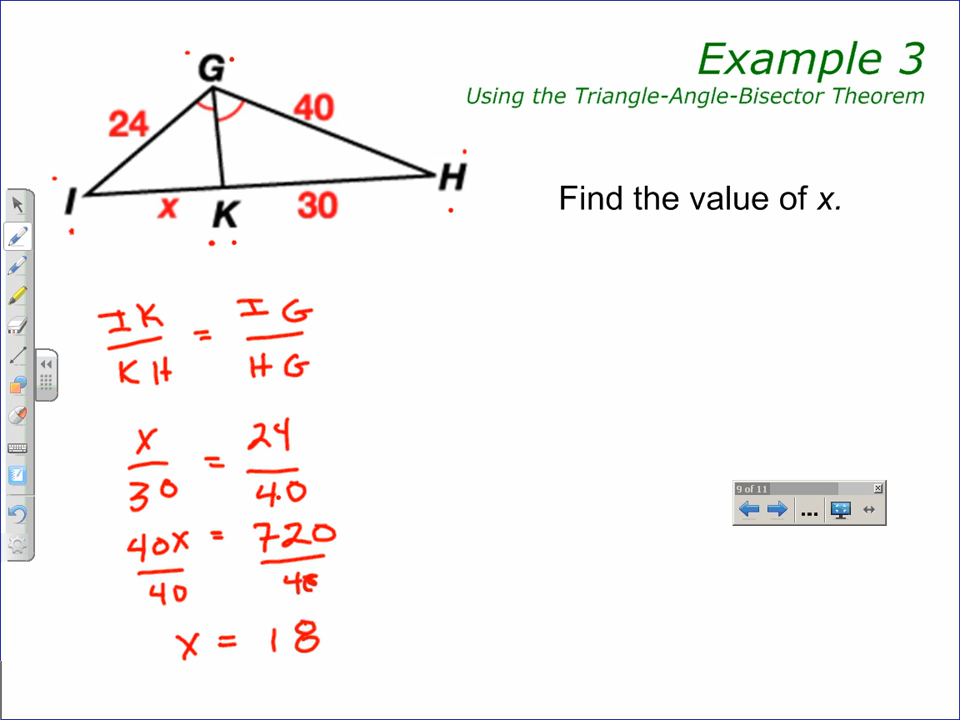 Example 3
Using the Triangle-Angle-Bisector Theorem
G
24
40
I
x
K
30
H
Find the value of x.
IK/KH = IG/HG
x/30 = 24/40
40x/40 = 720/40
x = 18
9 of 11
...